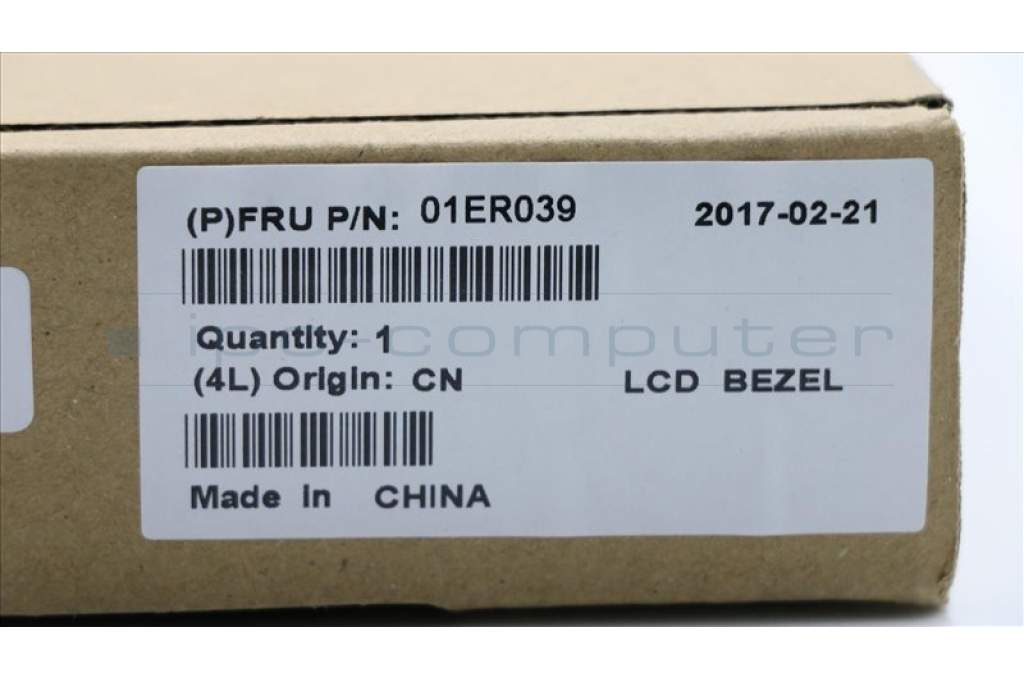 (P)FRU P/N: 01ER039 2017-02-21
Quantity: 1
ips-computer
(4L) Origin: CN LCD BEZEL
Made in CHINA